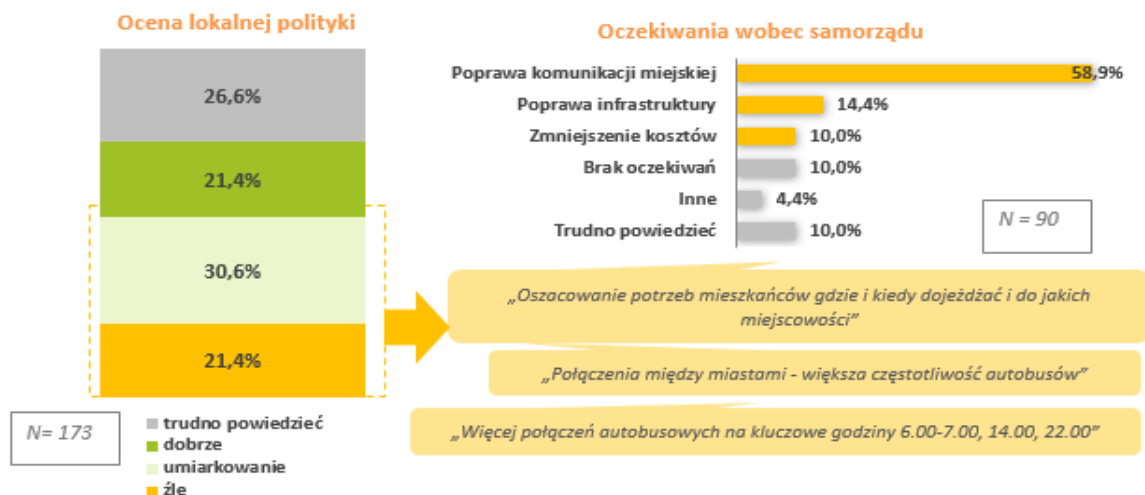 Ocena lokalnej polityki
26,6%
21,4%
30,6%
21,4%
N= 173
trudno powiedzieć
dobrze
umiarkowanie
źle
Oczekiwania wobec samorządu
Poprawa komunikacji miejskiej 58,9%
Poprawa infrastruktury 14,4%
Zmniejszenie kosztów 10,0%
Brak oczekiwań 10,0%
Inne 4,4%
Trudno powiedzieć 10,0%
N = 90
„Oszacowanie potrzeb mieszkańców gdzie i kiedy dojeżdżać i do jakich
miejscowości”
„Połączenia między miastami - większa częstotliwość autobusów”
„Więcej połączeń autobusowych na kluczowe godziny 6.00-7.00, 14.00, 22.00”